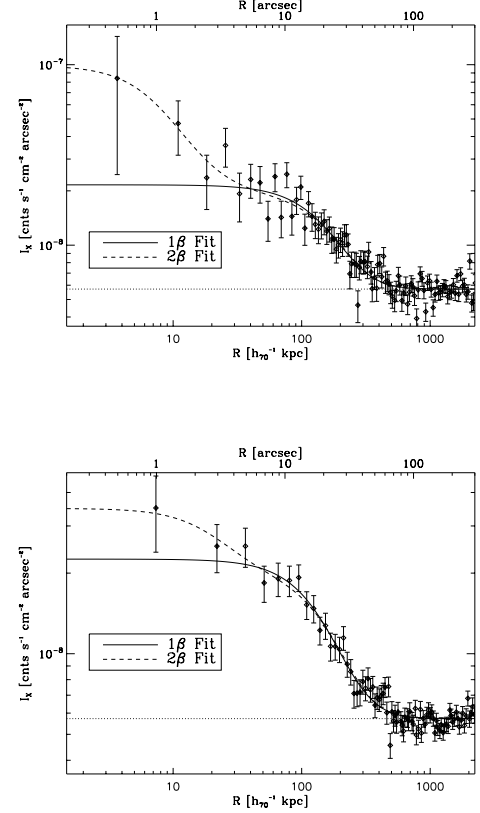 R [arcsec]
1 10 100
10⁻⁷
10⁻⁸
Iₓ [cnts s⁻¹ cm⁻² arcsec⁻²]
1β Fit
2β Fit
10 100 1000
R [h₇₀⁻¹ kpc]
R [arcsec]
1 10 100
10⁻⁸
Iₓ [cnts s⁻¹ cm⁻² arcsec⁻²]
1β Fit
2β Fit
10 100 1000
R [h₇₀⁻¹ kpc]